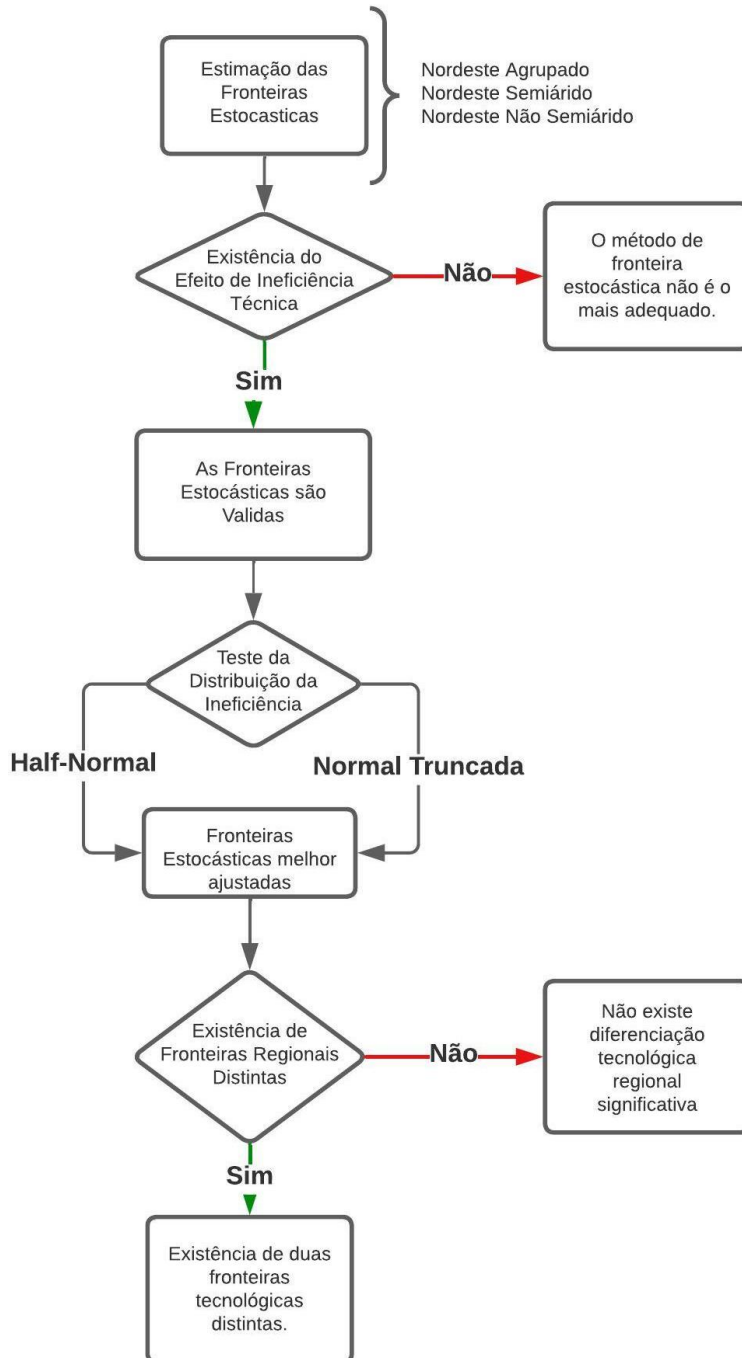 Estimação das
Fronteiras
Estocasticas
Nordeste Agrupado
Nordeste Semiárido
Nordeste Não Semiárido
Existência do
Efeito de Ineficiência
Técnica
Não
O método de
fronteira
estocástica não é o
mais adequado.
Sim
As Fronteiras
Estocásticas são
Validas
Teste da
Distribuição da
Ineficiência
Half-Normal
Normal Truncada
Fronteiras
Estocásticas melhor
ajustadas
Existência de
Fronteiras Regionais
Distintas
Não
Não existe
diferenciação
tecnológica
regional
significativa
Sim
Existência de duas
fronteiras
tecnológicas
distintas.